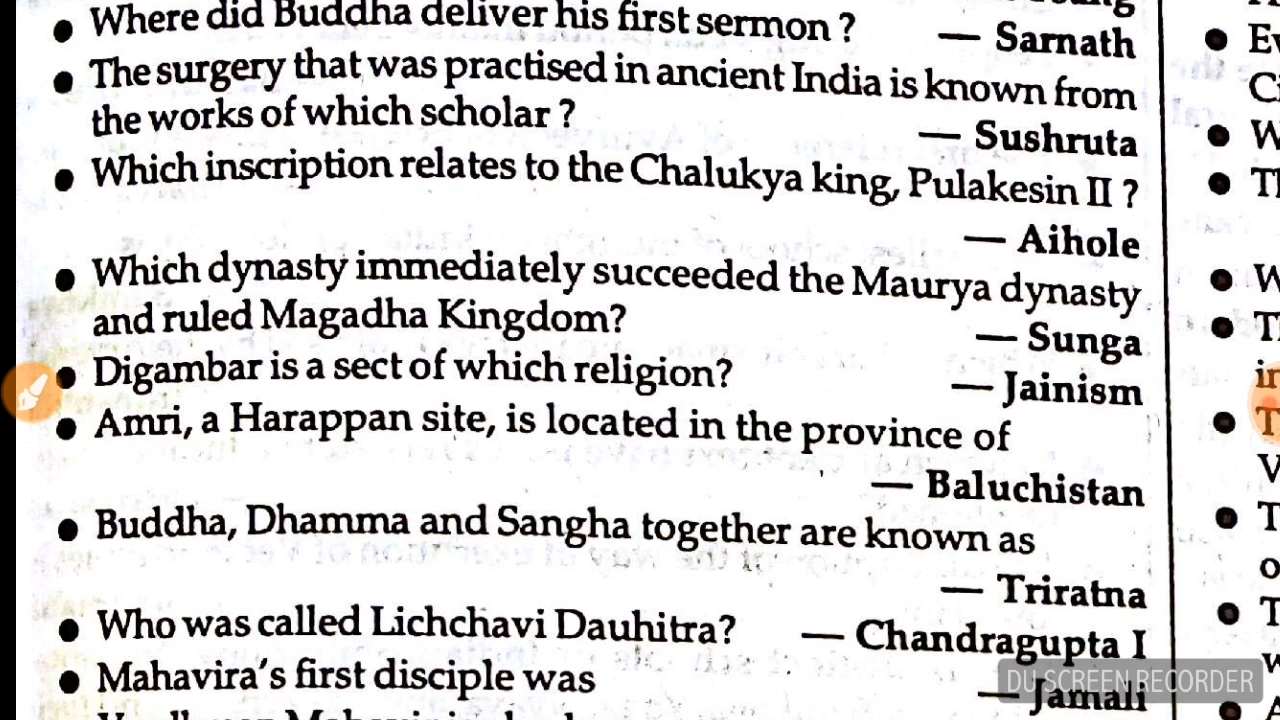 Where did Buddha deliver his first sermon ? — Sarnath
The surgery that was practised in ancient India is known from
the works of which scholar ?
— Sushruta
Which inscription relates to the Chalukya king, Pulakesin II ?
— Aihole
Which dynasty immediately succeeded the Maurya dynasty
and ruled Magadha Kingdom? — Sunga
Digambar is a sect of which religion? — Jainism
Amri, a Harappan site, is located in the province of
— Baluchistan
Buddha, Dhamma and Sangha together are known as
— Triratna
Who was called Lichchavi Dauhitra? — Chandragupta I
Mahavira's first disciple was — Jamali
DU SCREEN RECORDER